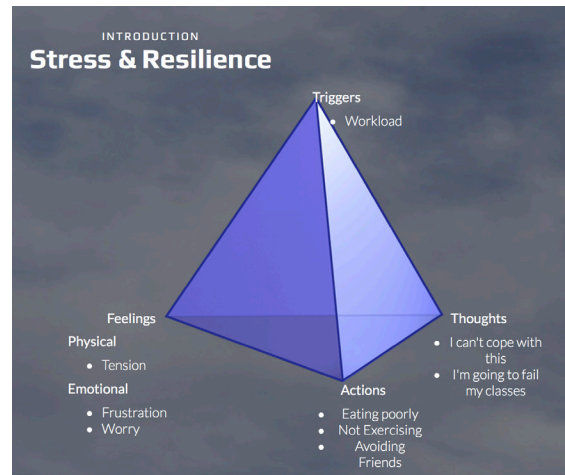 INTRODUCTION
Stress & Resilience
Triggers
• Workload
Feelings
Physical
• Tension
Emotional
• Frustration
• Worry
Actions
• Eating poorly
• Not Exercising
• Avoiding
Friends
Thoughts
• I can't cope with
this
• I'm going to fail
my classes